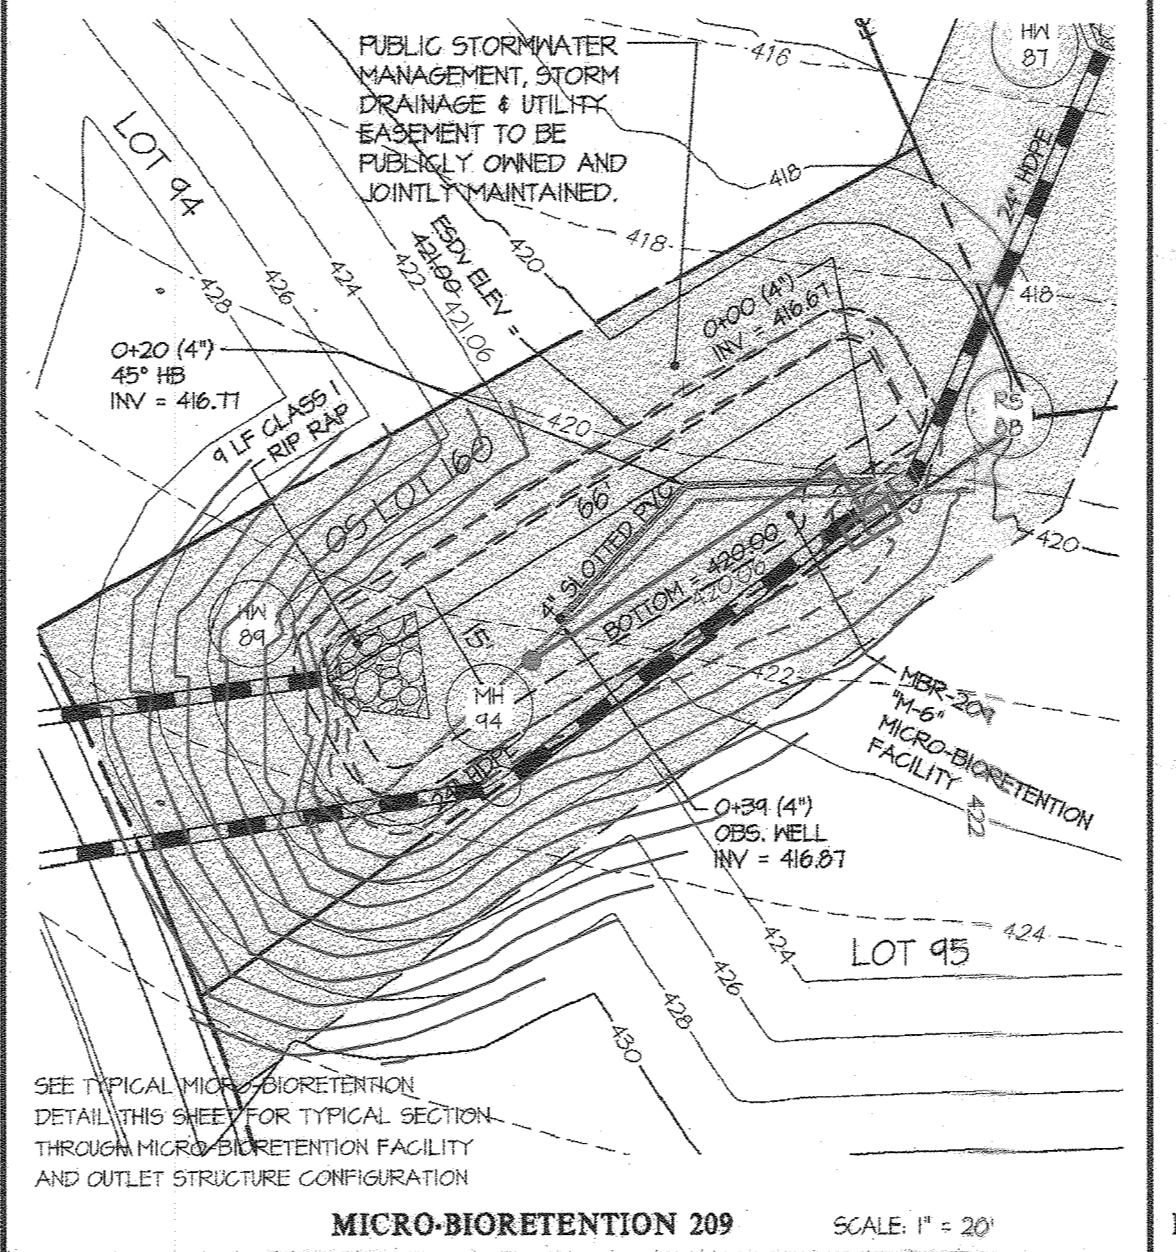 PUBLIC STORMWATER
MANAGEMENT, STORM
DRAINAGE & UTILITY
EASEMENT TO BE
PUBLICLY OWNED AND
JOINTLY MAINTAINED.
416
HW
87
24" HDPE
LOT 94
418
418
418
428
426
424
422
420
ESDv ELEV =
421.00
421.06
0+00 (4")
INV = 416.67
0+20 (4")
45° HB
INV = 416.77
9 LF CLASS I
RIP RAP
420
RS
88
OS LOT 160
66'
4" SLOTTED PVC
420
BOTTOM = 420.00
420.06
HW
89
15'
MH
94
422
MBR-209
"M-6"
MICRO-BIORETENTION
FACILITY
422
24" HDPE
0+39 (4")
OBS. WELL
INV = 416.87
424
424
LOT 95
426
428
430
SEE TYPICAL MICRO-BIORETENTION
DETAIL THIS SHEET FOR TYPICAL SECTION
THROUGH MICRO-BIORETENTION FACILITY
AND OUTLET STRUCTURE CONFIGURATION
MICRO-BIORETENTION 209
SCALE: 1" = 20'